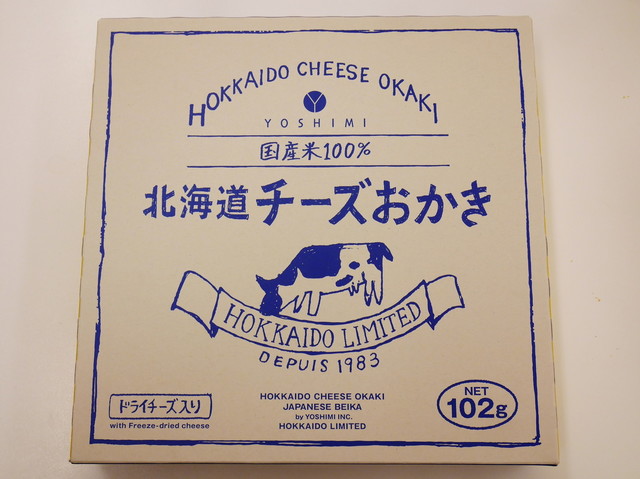 HOKKAIDO CHEESE OKAKI
Y
YOSHIMI
国産米100%
北海道チーズおかき
HOKKAIDO LIMITED
DEPUIS 1983
ドライチーズ入り
with Freeze-dried cheese
HOKKAIDO CHEESE OKAKI
JAPANESE BEIKA
by YOSHIMI INC.
HOKKAIDO LIMITED
NET
102g